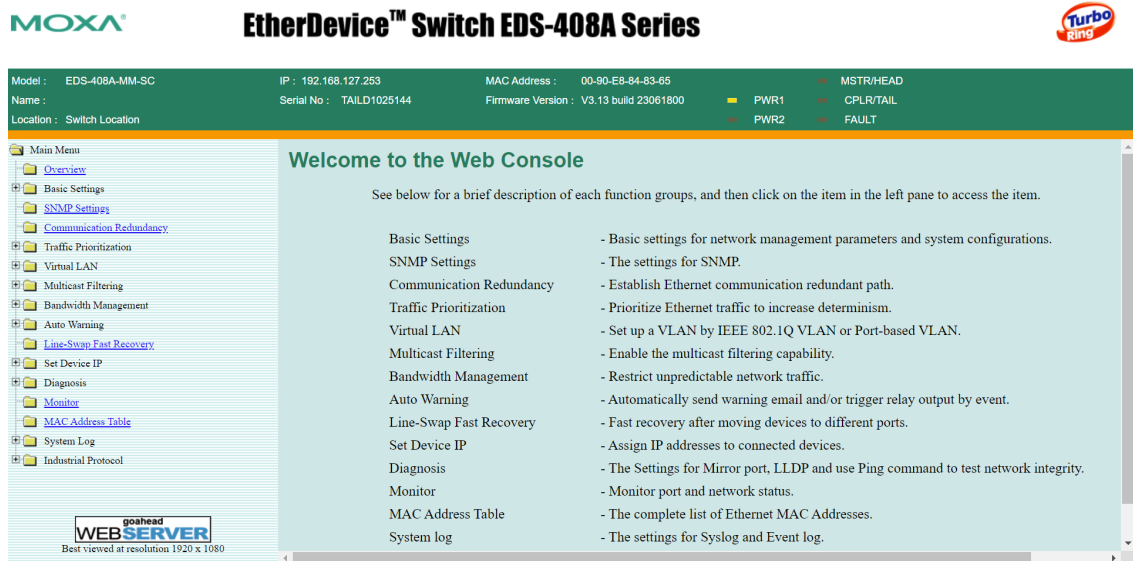 MOXA® EtherDevice™ Switch EDS-408A Series Turbo Ring
Model : EDS-408A-MM-SC IP : 192.168.127.253 MAC Address : 00-90-E8-84-83-65 MSTR/HEAD
Name : Serial No : TAILD1025144 Firmware Version : V3.13 build 23061800 PWR1 CPLR/TAIL
Location : Switch Location PWR2 FAULT
Main Menu
Overview
Basic Settings
SNMP Settings
Communication Redundancy
Traffic Prioritization
Virtual LAN
Multicast Filtering
Bandwidth Management
Auto Warning
Line-Swap Fast Recovery
Set Device IP
Diagnosis
Monitor
MAC Address Table
System Log
Industrial Protocol
goahead
WEBSERVER
Best viewed at resolution 1920 x 1080
Welcome to the Web Console
See below for a brief description of each function groups, and then click on the item in the left pane to access the item.
Basic Settings - Basic settings for network management parameters and system configurations.
SNMP Settings - The settings for SNMP.
Communication Redundancy - Establish Ethernet communication redundant path.
Traffic Prioritization - Prioritize Ethernet traffic to increase determinism.
Virtual LAN - Set up a VLAN by IEEE 802.1Q VLAN or Port-based VLAN.
Multicast Filtering - Enable the multicast filtering capability.
Bandwidth Management - Restrict unpredictable network traffic.
Auto Warning - Automatically send warning email and/or trigger relay output by event.
Line-Swap Fast Recovery - Fast recovery after moving devices to different ports.
Set Device IP - Assign IP addresses to connected devices.
Diagnosis - The Settings for Mirror port, LLDP and use Ping command to test network integrity.
Monitor - Monitor port and network status.
MAC Address Table - The complete list of Ethernet MAC Addresses.
System log - The settings for Syslog and Event log.